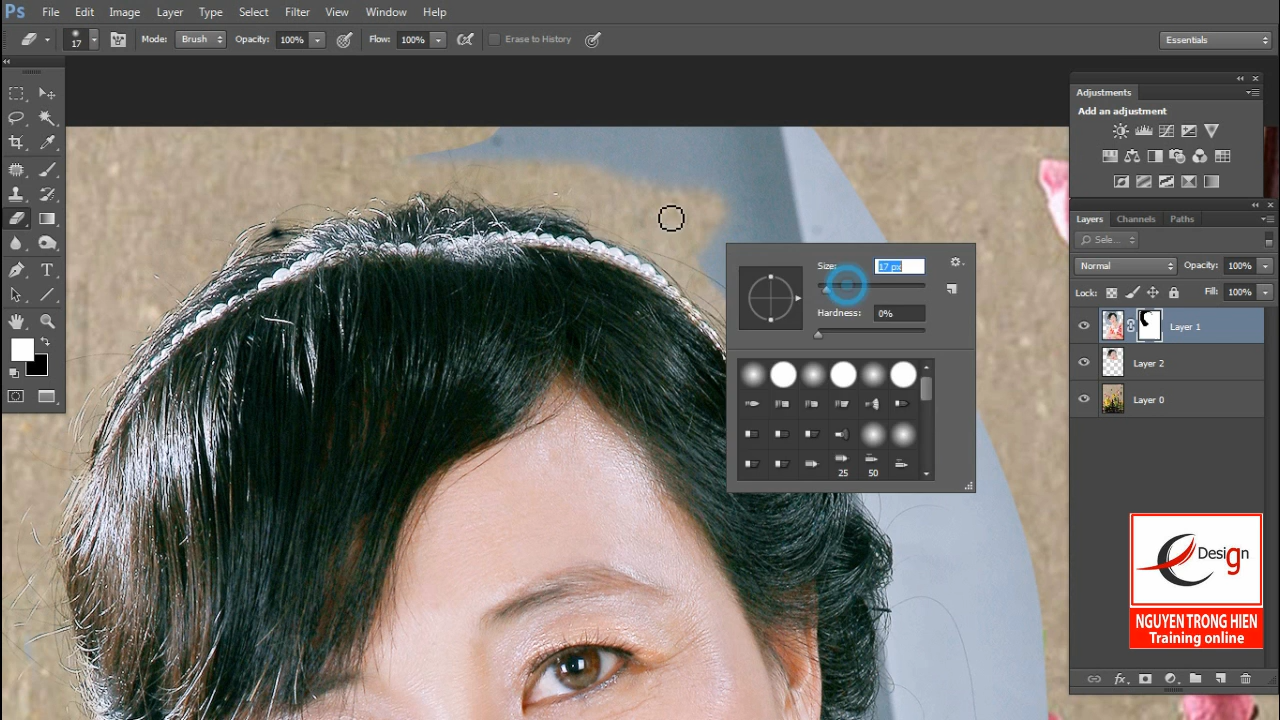 Ps File Edit Image Layer Type Select Filter View Window Help
17 Mode: Brush Opacity: 100% Flow: 100% Erase to History Essentials
Adjustments
Add an adjustment
Layers Channels Paths
Sele...
Normal Opacity: 100%
Lock: Fill: 100%
Layer 1
Layer 2
Layer 0
Size: 17 px
Hardness: 0%
25 50
Design
NGUYEN TRONG HIEN
Training online
fx